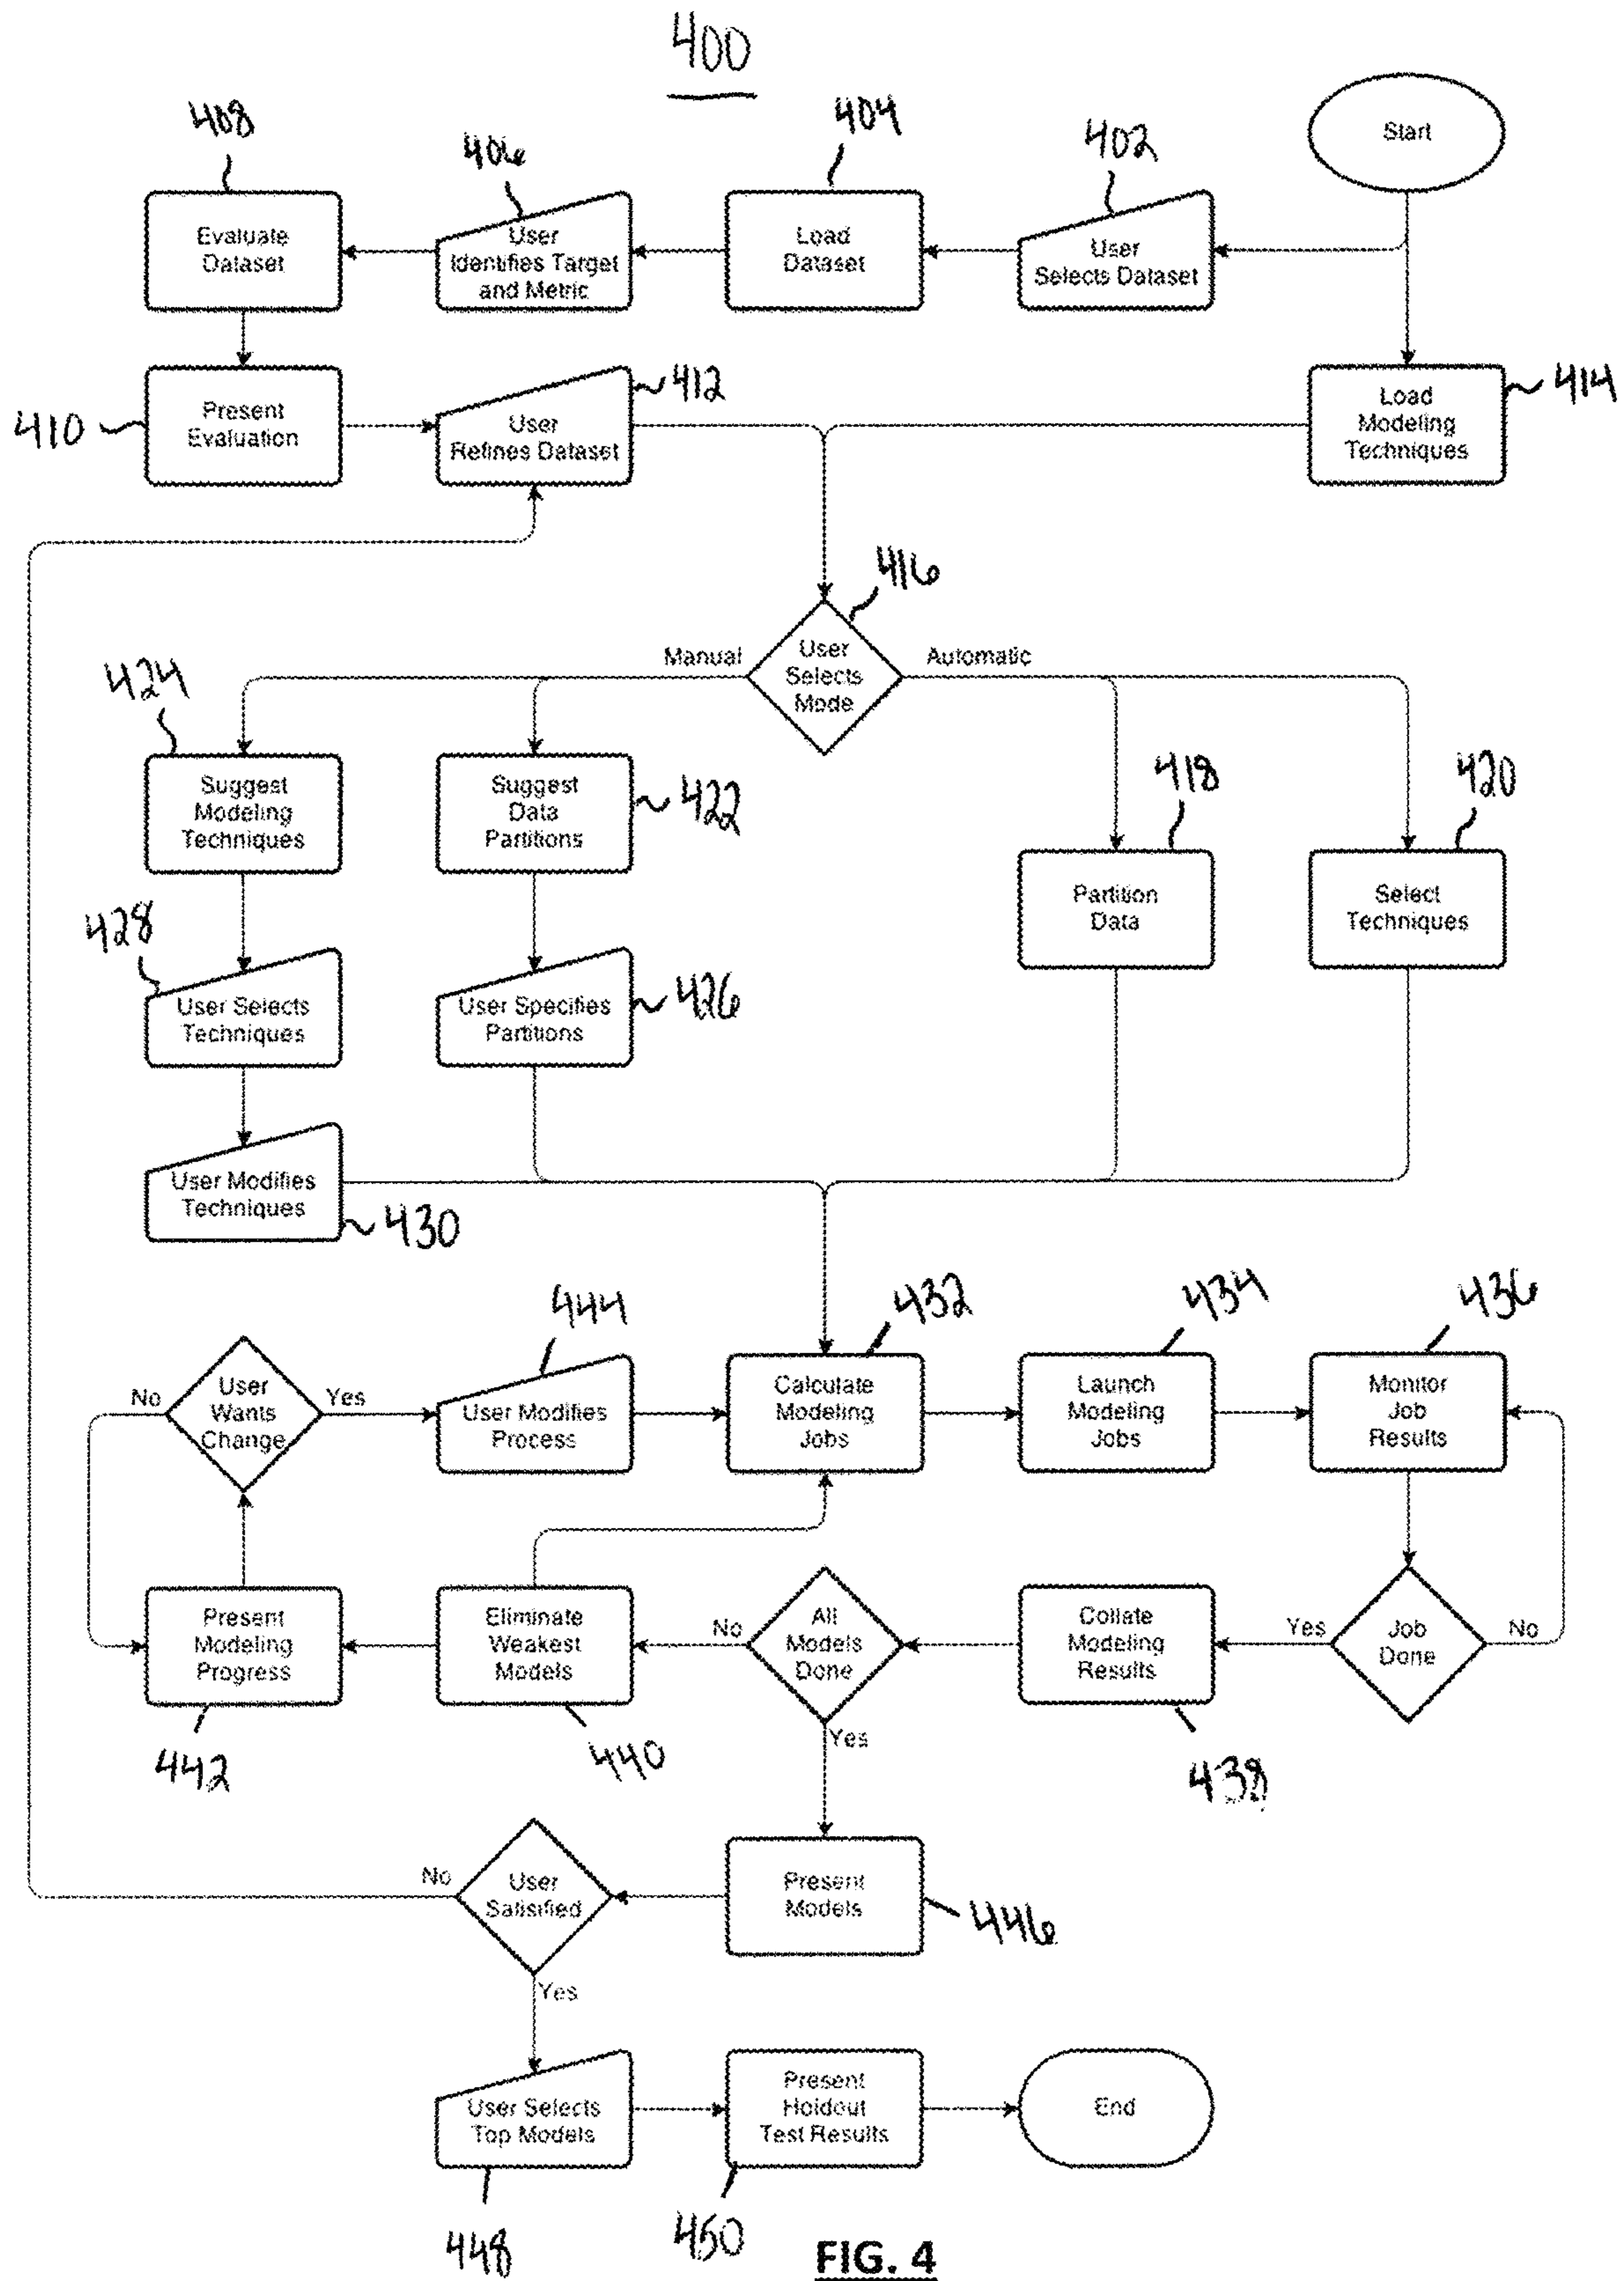 400
408
406
404
402
Start
Evaluate
Dataset
User
Identifies Target
and Metric
Load
Dataset
User
Selects Dataset
410
Present
Evaluation
User
Refines Dataset
412
Load
Modeling
Techniques
414
416
Manual
User
Selects
Mode
Automatic
424
Suggest
Modeling
Techniques
Suggest
Data
Partitions
422
418
420
Partition
Data
Select
Techniques
428
User Selects
Techniques
User Specifies
Partitions
426
User Modifies
Techniques
430
444
432
434
436
No
User
Wants
Change
Yes
User Modifies
Process
Calculate
Modeling
Jobs
Launch
Modeling
Jobs
Monitor
Job
Results
Present
Modeling
Progress
Eliminate
Weakest
Models
No
All
Models
Done
Yes
Collate
Modeling
Results
Yes
Job
Done
No
442
440
438
No
User
Satisified
Yes
Present
Models
446
User Selects
Top Models
Present
Holdout
Test Results
End
448
450
FIG. 4